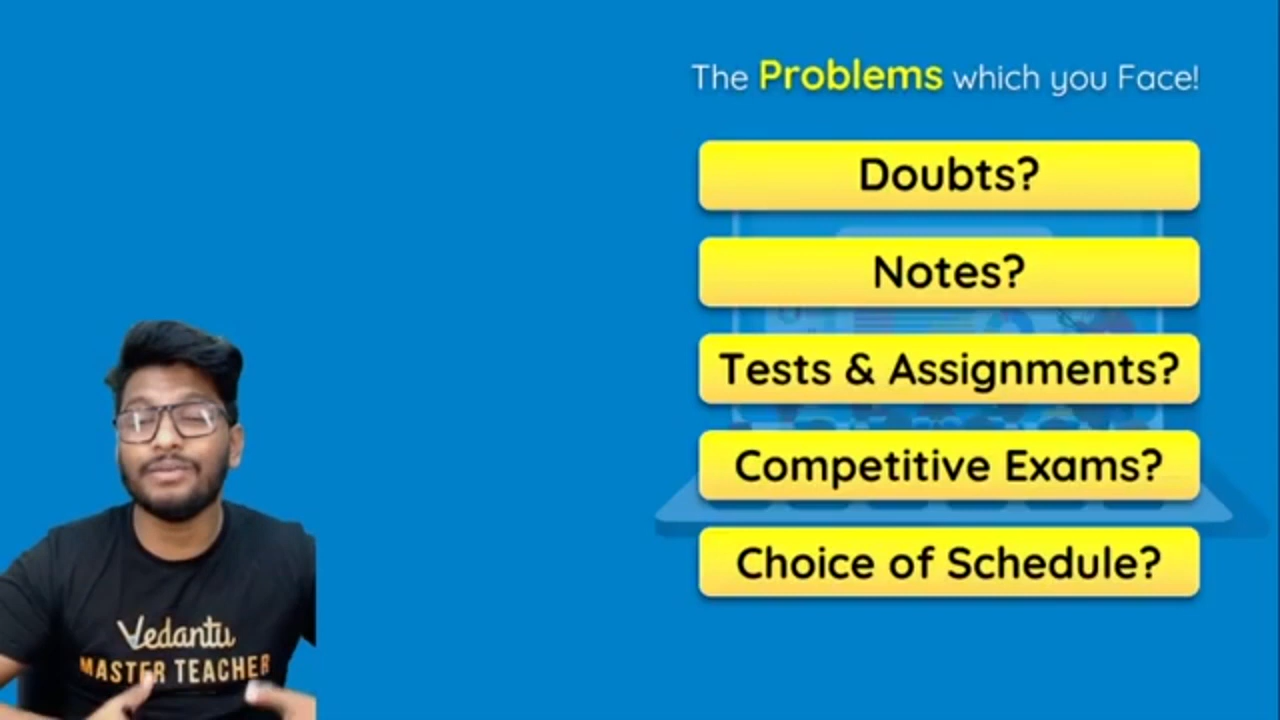 The Problems which you Face!
Doubts?
Notes?
Tests & Assignments?
Competitive Exams?
Choice of Schedule?
Vedantu
MASTER TEACHER